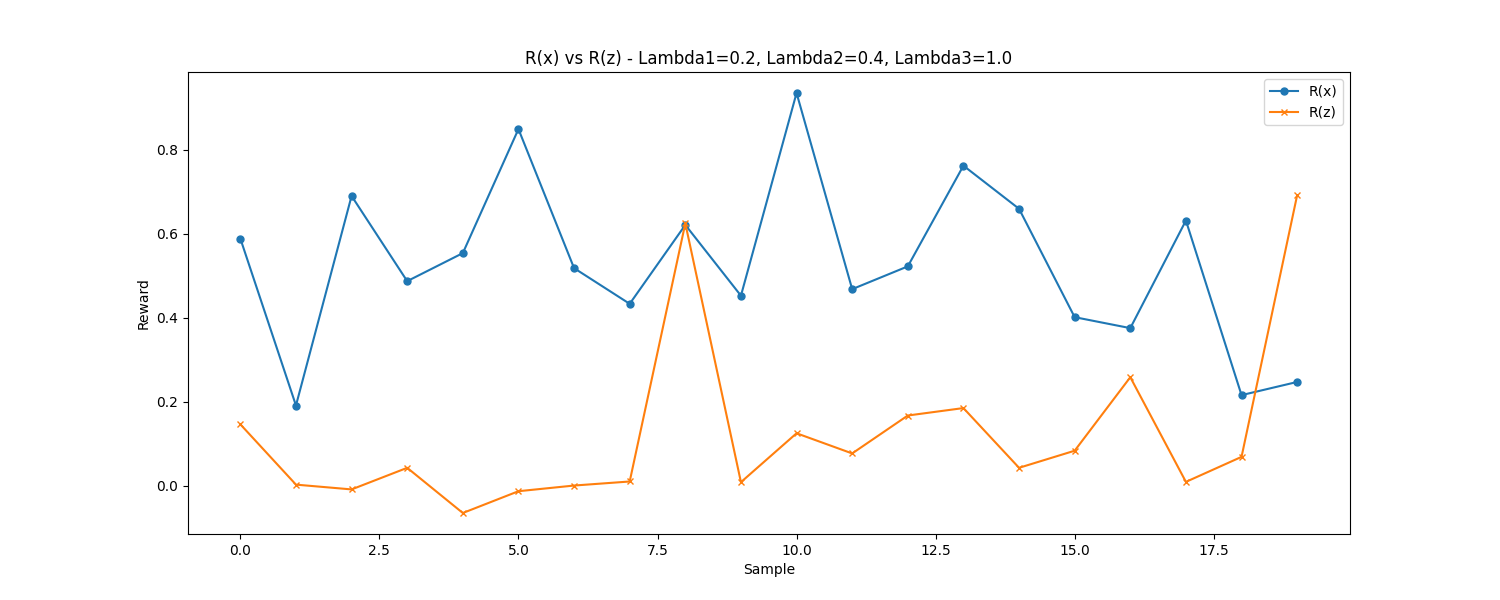 R(x) vs R(z) - Lambda1=0.2, Lambda2=0.4, Lambda3=1.0
R(x)
R(z)
Reward
0.8
0.6
0.4
0.2
0.0
0.0 2.5 5.0 7.5 10.0 12.5 15.0 17.5
Sample